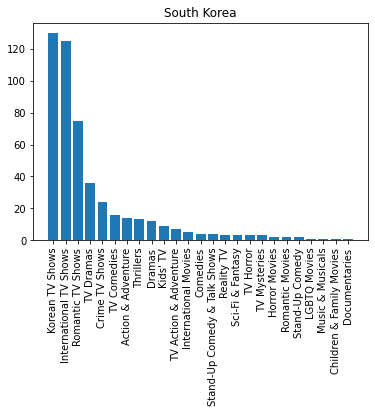 South Korea
120
100
80
60
40
20
0
Korean TV Shows
International TV Shows
Romantic TV Shows
TV Dramas
Crime TV Shows
TV Comedies
Action & Adventure
Thrillers
Dramas
Kids' TV
TV Action & Adventure
International Movies
Comedies
Stand-Up Comedy & Talk Shows
Reality TV
Sci-Fi & Fantasy
TV Horror
TV Mysteries
Horror Movies
Romantic Movies
Stand-Up Comedy
LGBTQ Movies
Music & Musicals
Children & Family Movies
Documentaries